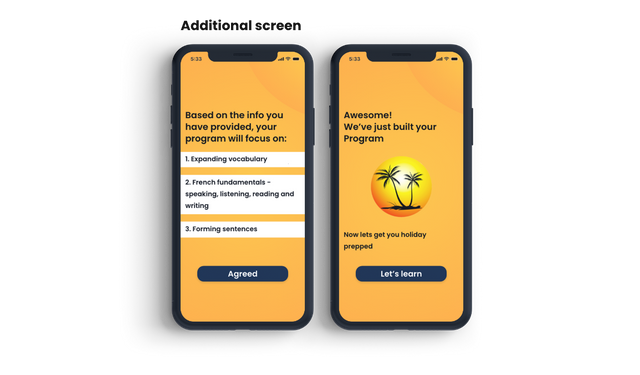 Additional screen
5:33
Based on the info you
have provided, your
program will focus on:
1. Expanding vocabulary
2. French fundamentals -
speaking, listening, reading and
writing
3. Forming sentences
Agreed
5:33
Awesome!
We've just built your
Program
Now lets get you holiday
prepped
Let's learn